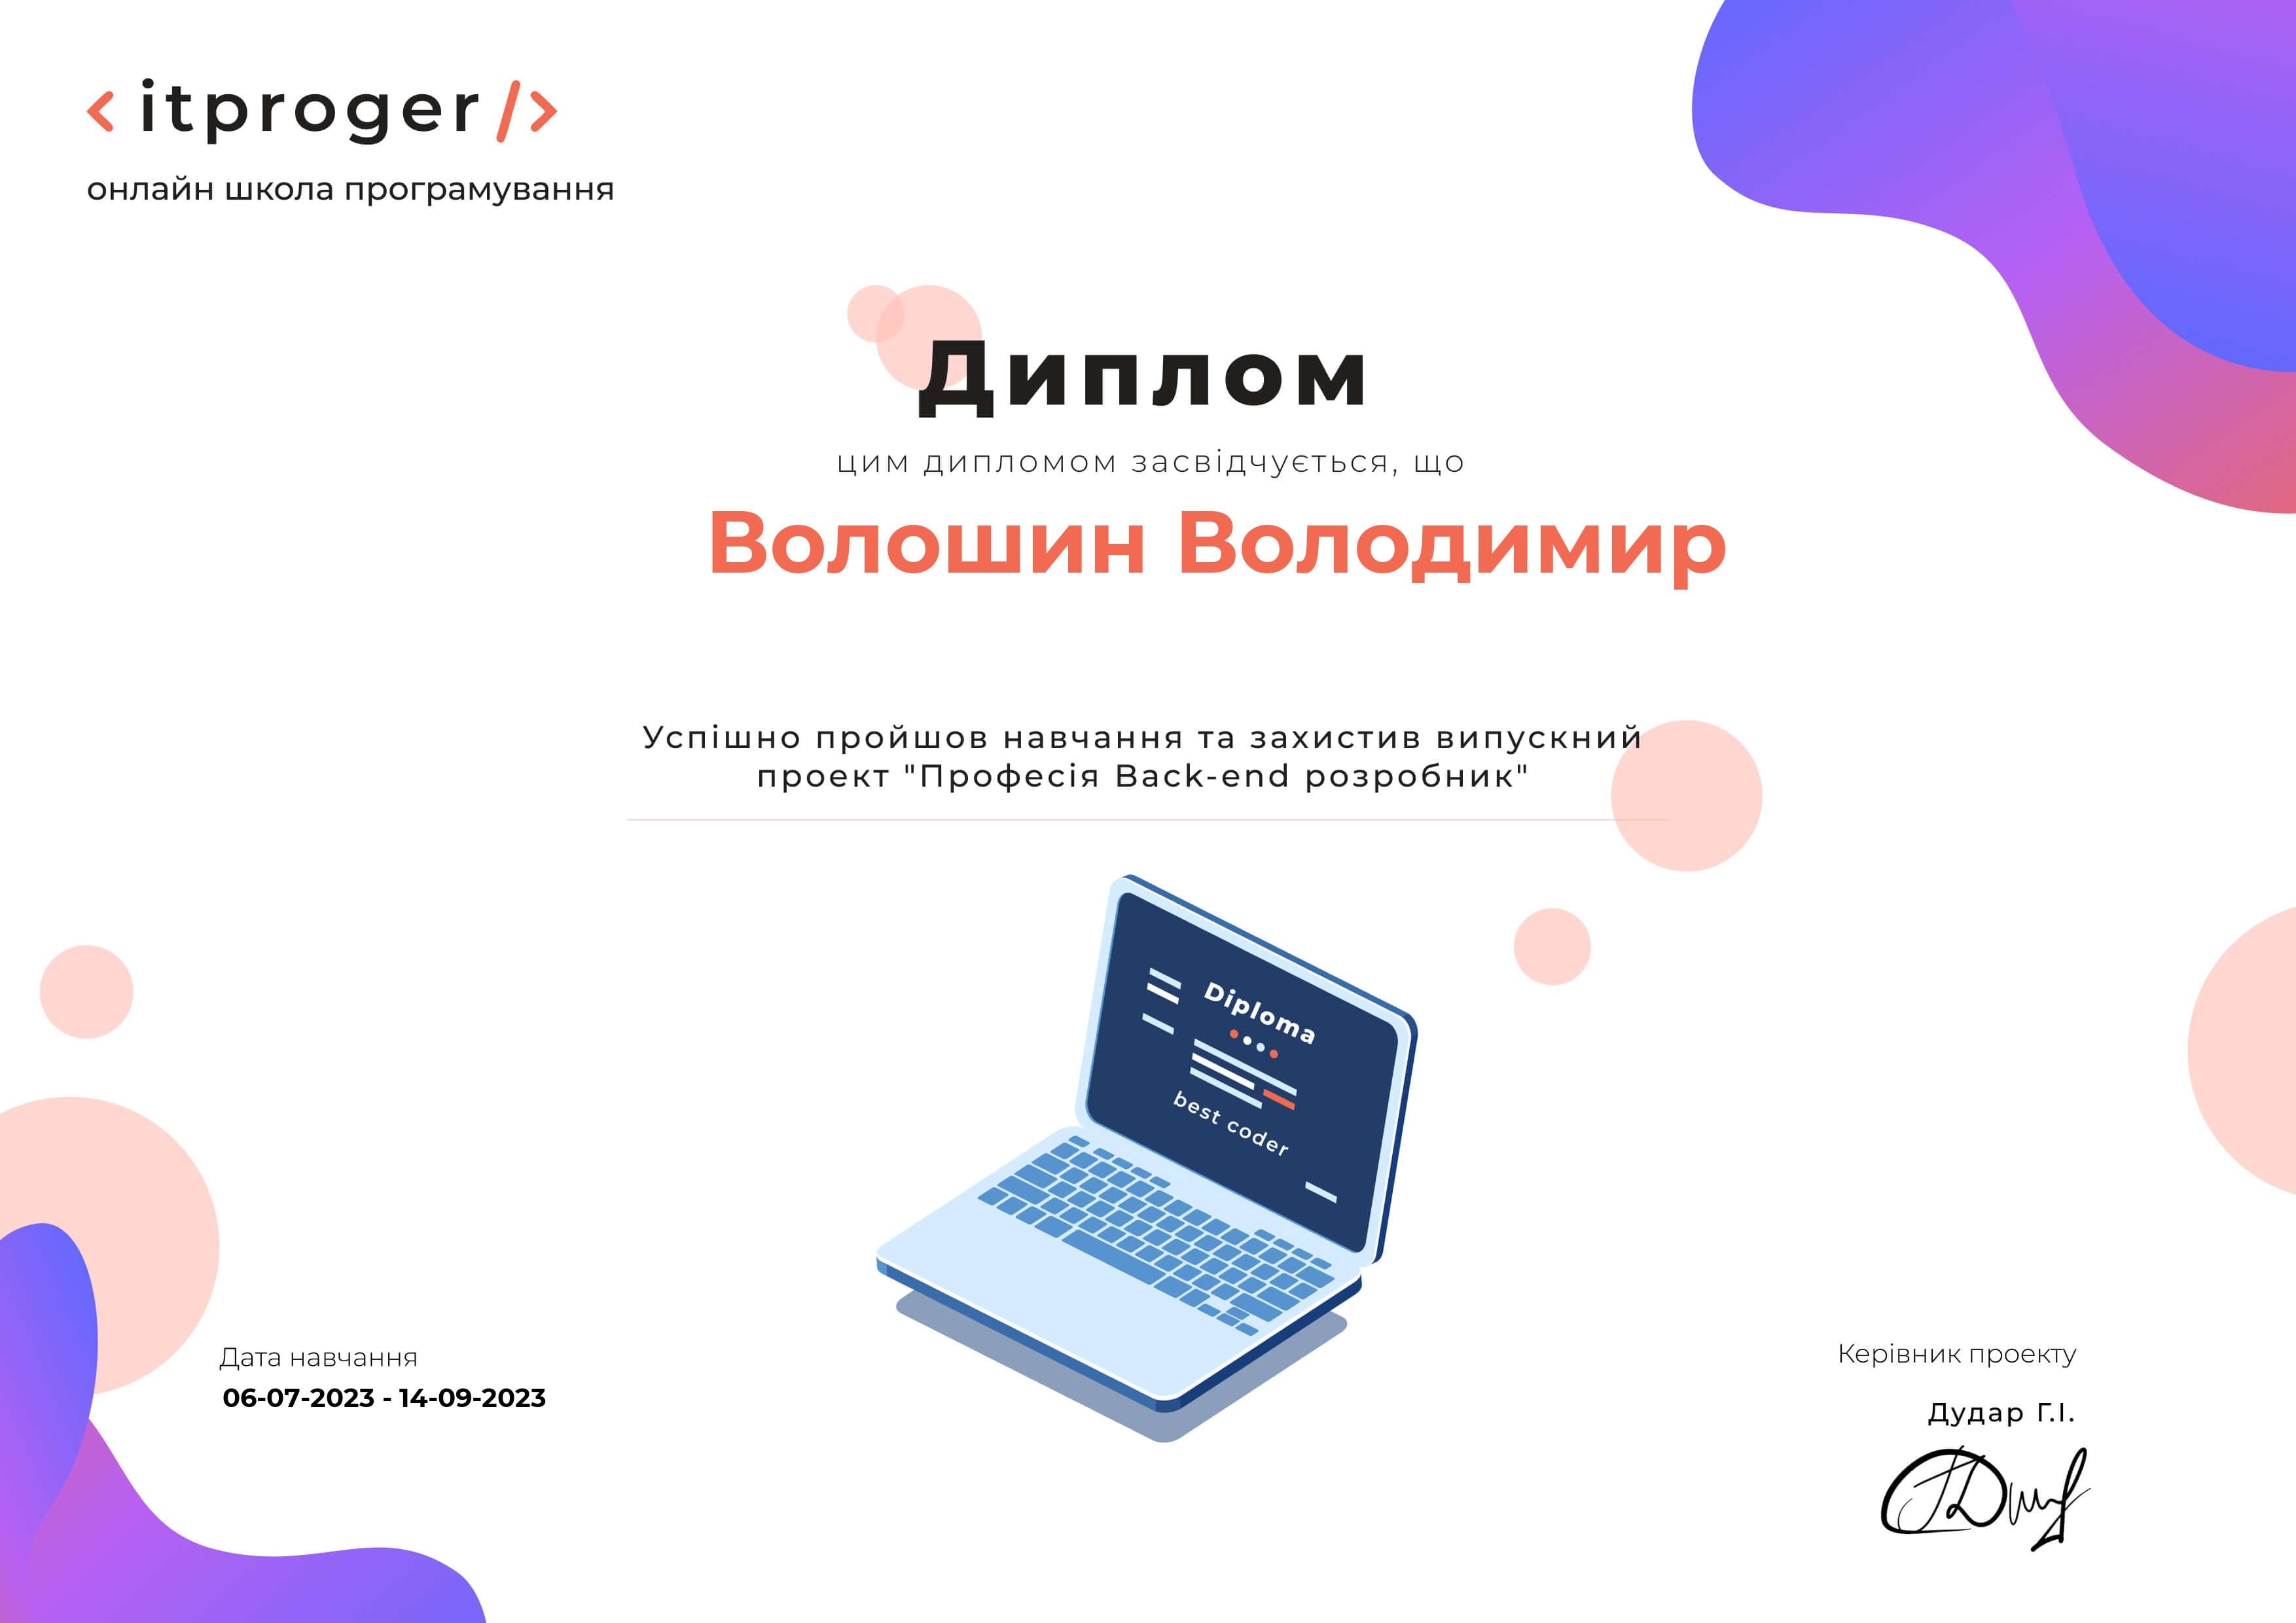 < itproger />
онлайн школа програмування
Диплом
цим дипломом засвідчується, що
Волошин Володимир
Успішно пройшов навчання та захистив випускний
проект "Професія Back-end розробник"
Diploma
best coder
Дата навчання
06-07-2023 - 14-09-2023
Керівник проекту
Дудар Г.І.